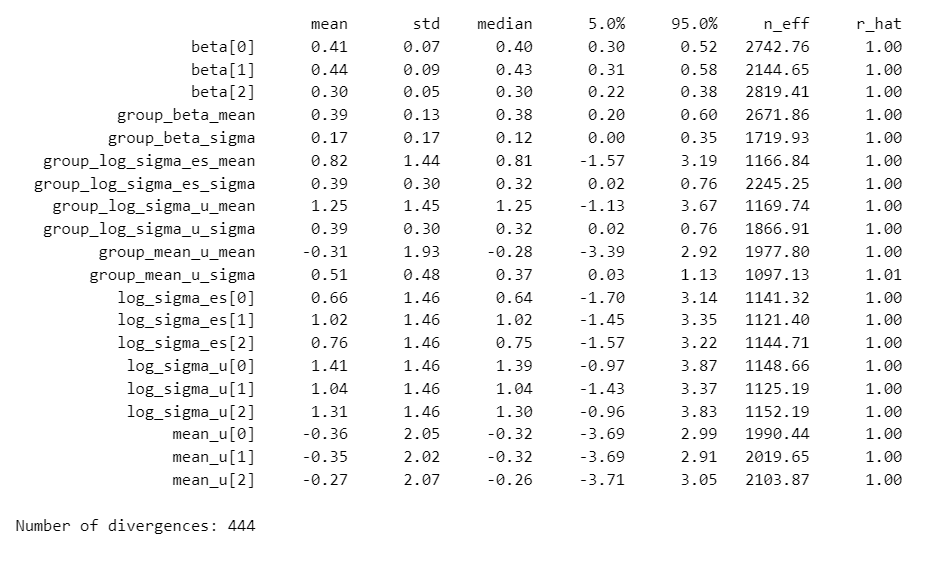 mean std median 5.0% 95.0% n_eff r_hat
beta[0] 0.41 0.07 0.40 0.30 0.52 2742.76 1.00
beta[1] 0.44 0.09 0.43 0.31 0.58 2144.65 1.00
beta[2] 0.30 0.05 0.30 0.22 0.38 2819.41 1.00
group_beta_mean 0.39 0.13 0.38 0.20 0.60 2671.86 1.00
group_beta_sigma 0.17 0.17 0.12 0.00 0.35 1719.93 1.00
group_log_sigma_es_mean 0.82 1.44 0.81 -1.57 3.19 1166.84 1.00
group_log_sigma_es_sigma 0.39 0.30 0.32 0.02 0.76 2245.25 1.00
group_log_sigma_u_mean 1.25 1.45 1.25 -1.13 3.67 1169.74 1.00
group_log_sigma_u_sigma 0.39 0.30 0.32 0.02 0.76 1866.91 1.00
group_mean_u_mean -0.31 1.93 -0.28 -3.39 2.92 1977.80 1.00
group_mean_u_sigma 0.51 0.48 0.37 0.03 1.13 1097.13 1.01
log_sigma_es[0] 0.66 1.46 0.64 -1.70 3.14 1141.32 1.00
log_sigma_es[1] 1.02 1.46 1.02 -1.45 3.35 1121.40 1.00
log_sigma_es[2] 0.76 1.46 0.75 -1.57 3.22 1144.71 1.00
log_sigma_u[0] 1.41 1.46 1.39 -0.97 3.87 1148.66 1.00
log_sigma_u[1] 1.04 1.46 1.04 -1.43 3.37 1125.19 1.00
log_sigma_u[2] 1.31 1.46 1.30 -0.96 3.83 1152.19 1.00
mean_u[0] -0.36 2.05 -0.32 -3.69 2.99 1990.44 1.00
mean_u[1] -0.35 2.02 -0.32 -3.69 2.91 2019.65 1.00
mean_u[2] -0.27 2.07 -0.26 -3.71 3.05 2103.87 1.00
Number of divergences: 444